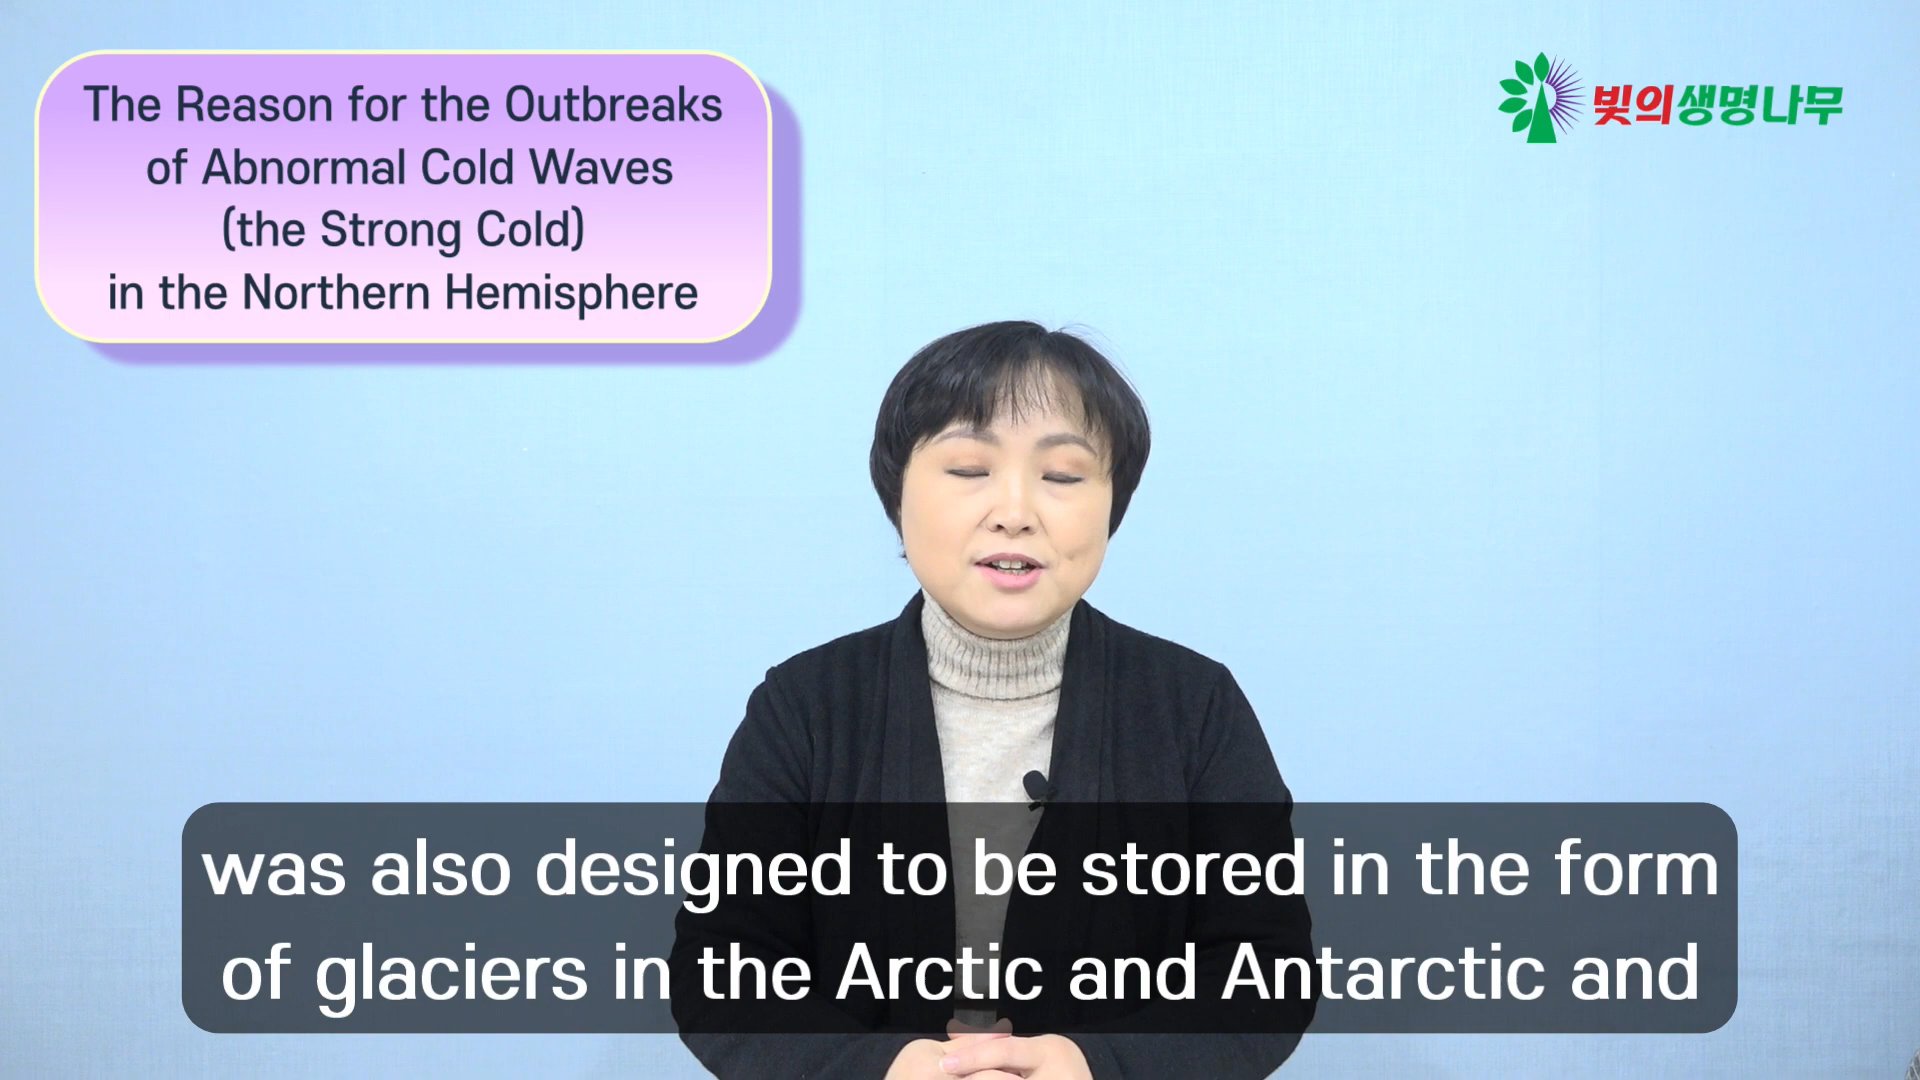 The Reason for the Outbreaks
of Abnormal Cold Waves
(the Strong Cold)
in the Northern Hemisphere
빛의생명나무
was also designed to be stored in the form
of glaciers in the Arctic and Antarctic and